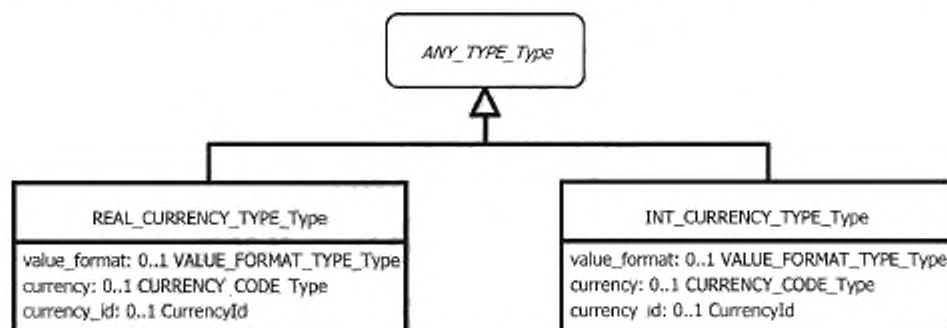 ANY_TYPE_Type
REAL_CURRENCY_TYPE_Type
value_format: 0..1 VALUE_FORMAT_TYPE_Type
currency: 0..1 CURRENCY_CODE_Type
currency_id: 0..1 CurrencyId
INT_CURRENCY_TYPE_Type
value_format: 0..1 VALUE_FORMAT_TYPE_Type
currency: 0..1 CURRENCY_CODE_Type
currency_id: 0..1 CurrencyId